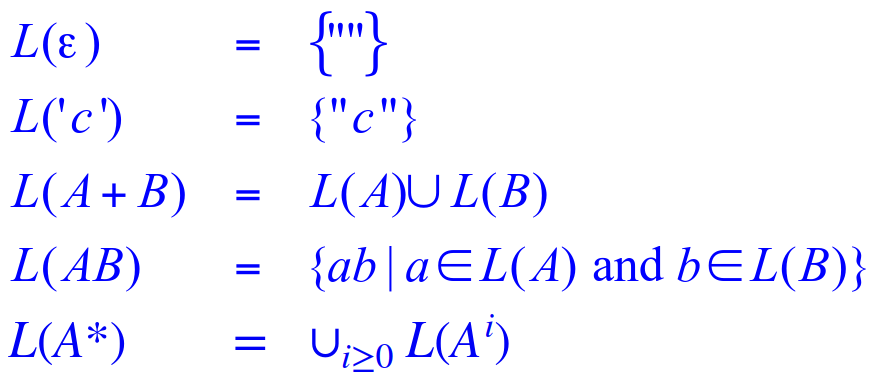 L(ε) = {""}
L('c') = {"c"}
L(A + B) = L(A) ∪ L(B)
L(AB) = {ab | a ∈ L(A) and b ∈ L(B)}
L(A*) = ∪_{i≥0} L(A^i)